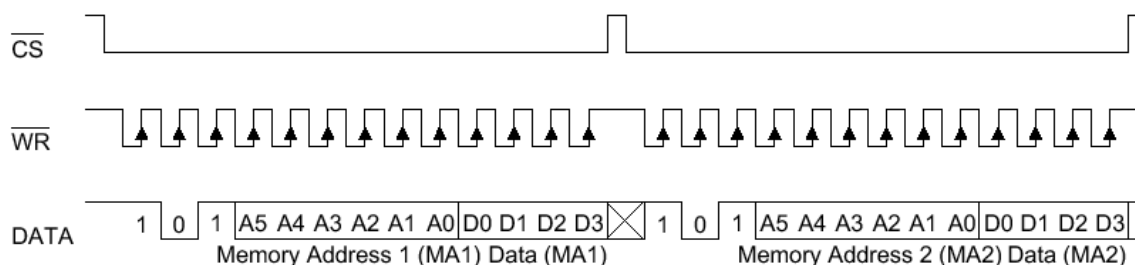 CS
WR
DATA 1 0 1 A5 A4 A3 A2 A1 A0 D0 D1 D2 D3 1 0 1 A5 A4 A3 A2 A1 A0 D0 D1 D2 D3
Memory Address 1 (MA1) Data (MA1) Memory Address 2 (MA2) Data (MA2)